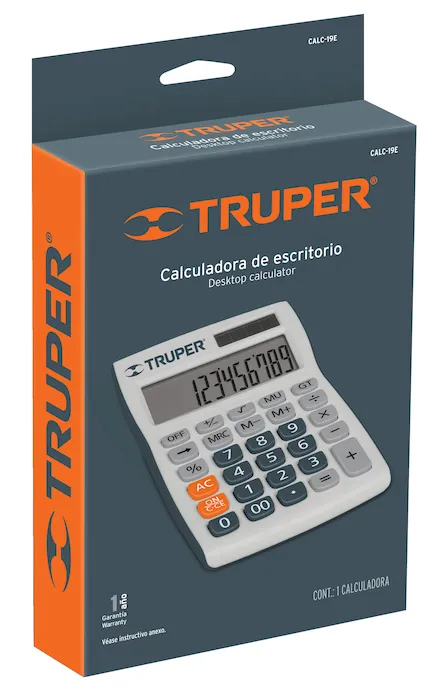 CALC-19E
TRUPER®
Calculadora de escritorio
Desktop calculator
CALC-19E
TRUPER®
Calculadora de escritorio
Desktop calculator
TRUPER®
TRUPER®
123456789
OFF +/− √ MU GT
→ MRC M− M+ ÷
% 7 8 9 ×
AC 4 5 6 −
ON C·CE 1 2 3 +
0 00 . =
1 año
Garantía
Warranty
Véase instructivo anexo.
CONT.: 1 CALCULADORA